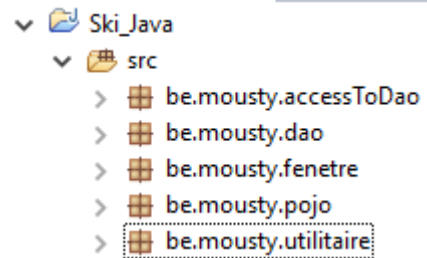 Ski_Java
src
be.mousty.accessToDao
be.mousty.dao
be.mousty.fenetre
be.mousty.pojo
be.mousty.utilitaire